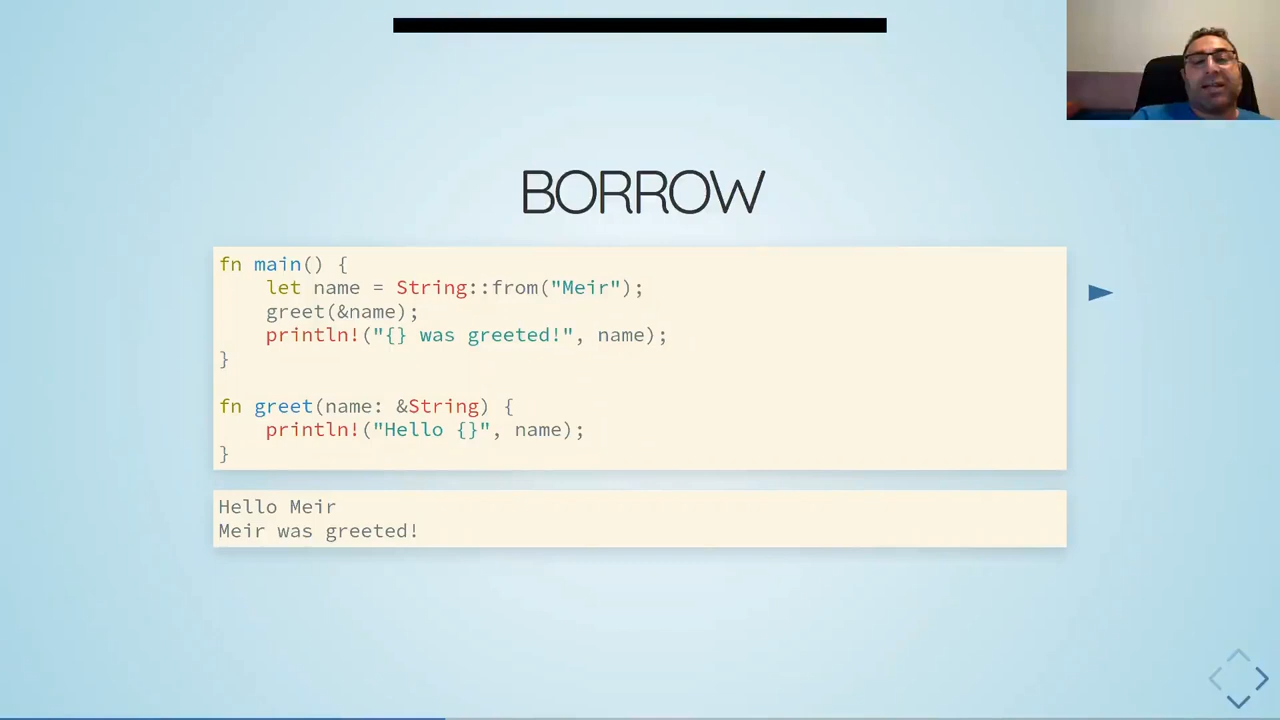 BORROW
fn main() {
    let name = String::from("Meir");
    greet(&name);
    println!("{} was greeted!", name);
}

fn greet(name: &String) {
    println!("Hello {}", name);
}
Hello Meir
Meir was greeted!